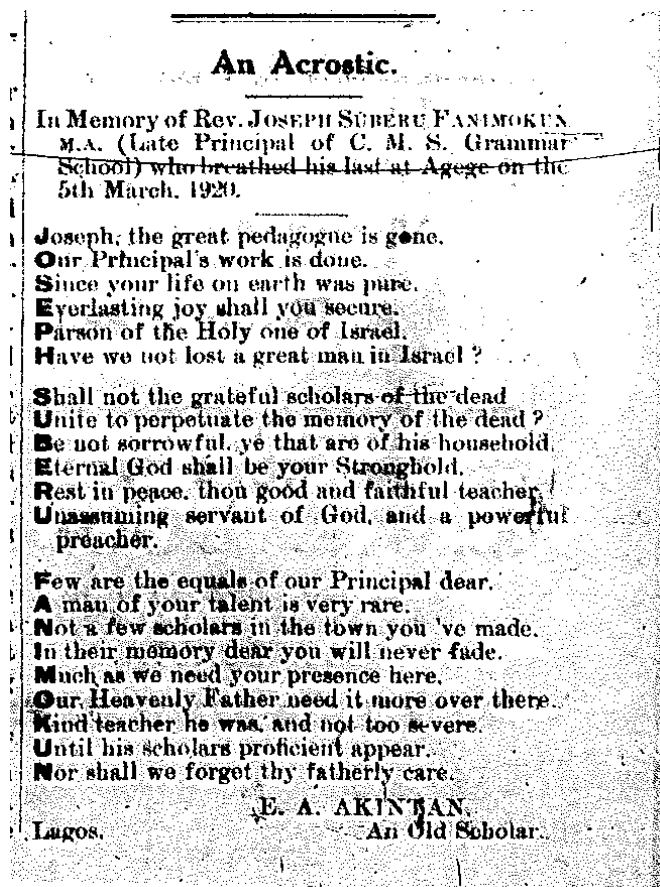 An Acrostic.
In Memory of Rev. JOSEPH SUBERU FANIMOKUN,
M.A. (Late Principal of C. M. S. Grammar
School) who breathed his last at Agege on the
5th March, 1920.
Joseph, the great pedagogue is gone.
Our Principal's work is done.
Since your life on earth was pure.
Everlasting joy shall you secure.
Parson of the Holy one of Israel.
Have we not lost a great man in Israel ?
Shall not the grateful scholars of the dead
Unite to perpetuate the memory of the dead ?
Be not sorrowful, ye that are of his household
Eternal God shall be your Stronghold.
Rest in peace, thou good and faithful teacher,
Unassuming servant of God, and a powerful
preacher.
Few are the equals of our Principal dear.
A man of your talent is very rare.
Not a few scholars in the town you 've made.
In their memory dear you will never fade.
Much as we need your presence here.
Our Heavenly Father need it more over there.
Kind teacher he was, and not too severe.
Until his scholars proficient appear.
Nor shall we forget thy fatherly care.
E. A. AKINTAN,
Lagos. An Old Scholar.